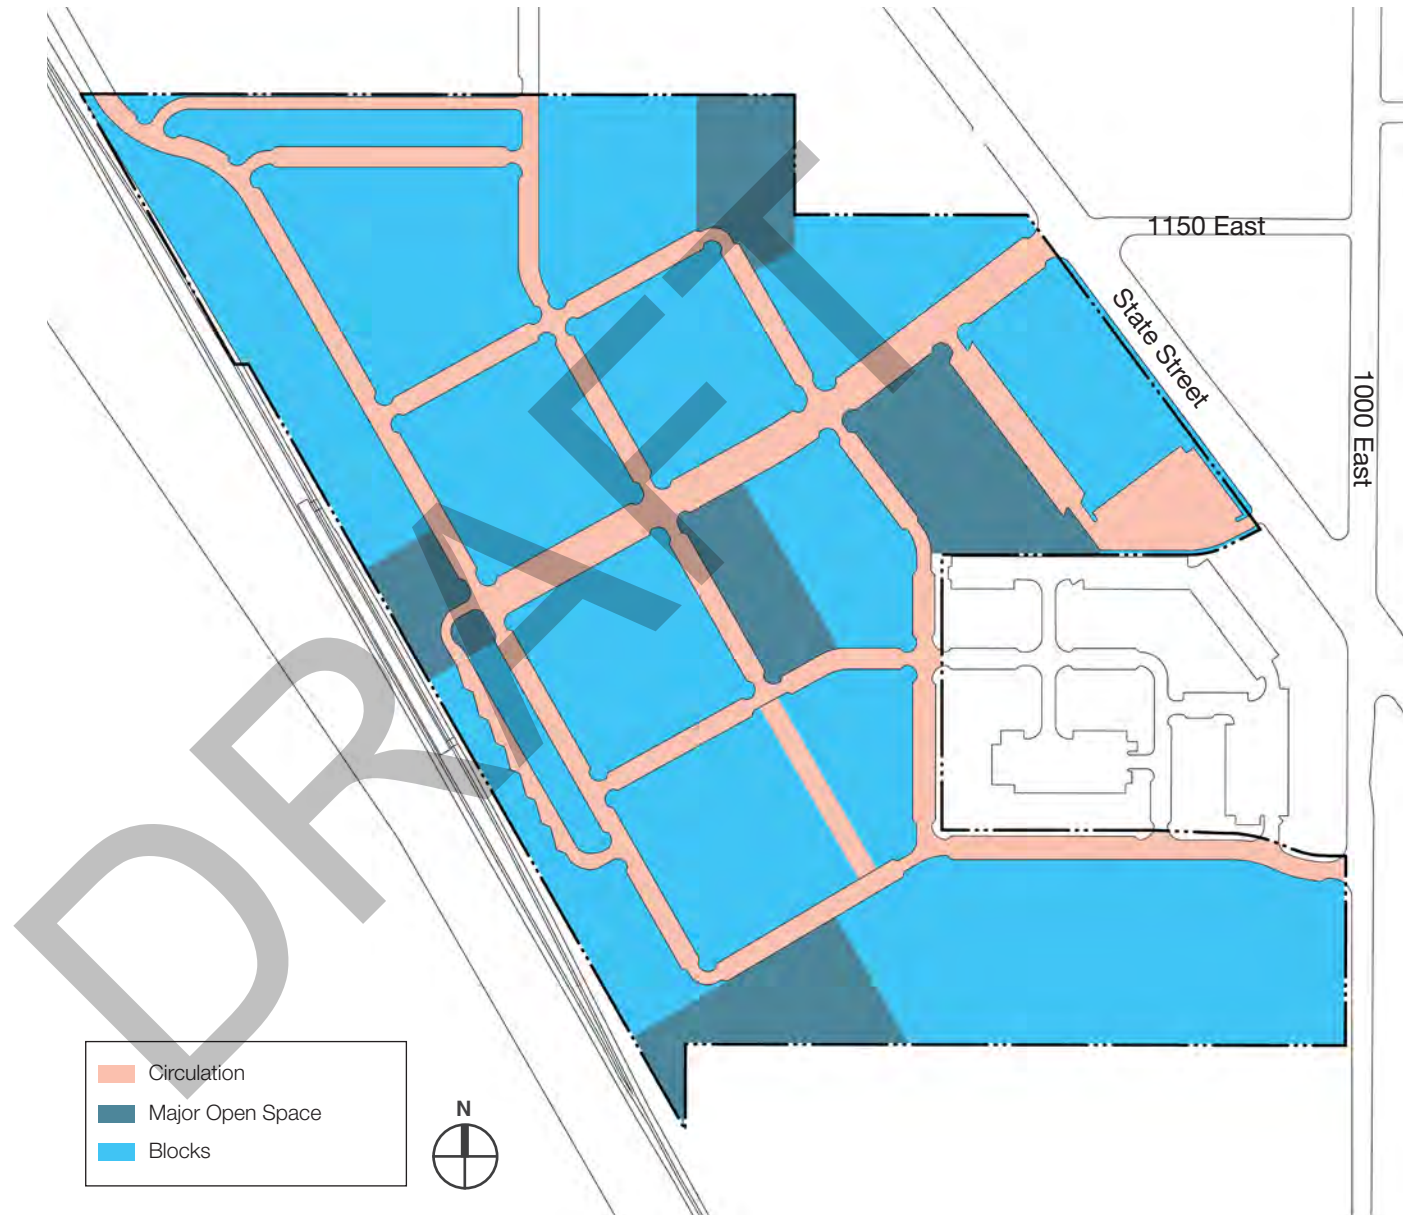 1150 East
State Street
1000 East
DRAFT
Circulation
Major Open Space
Blocks
N